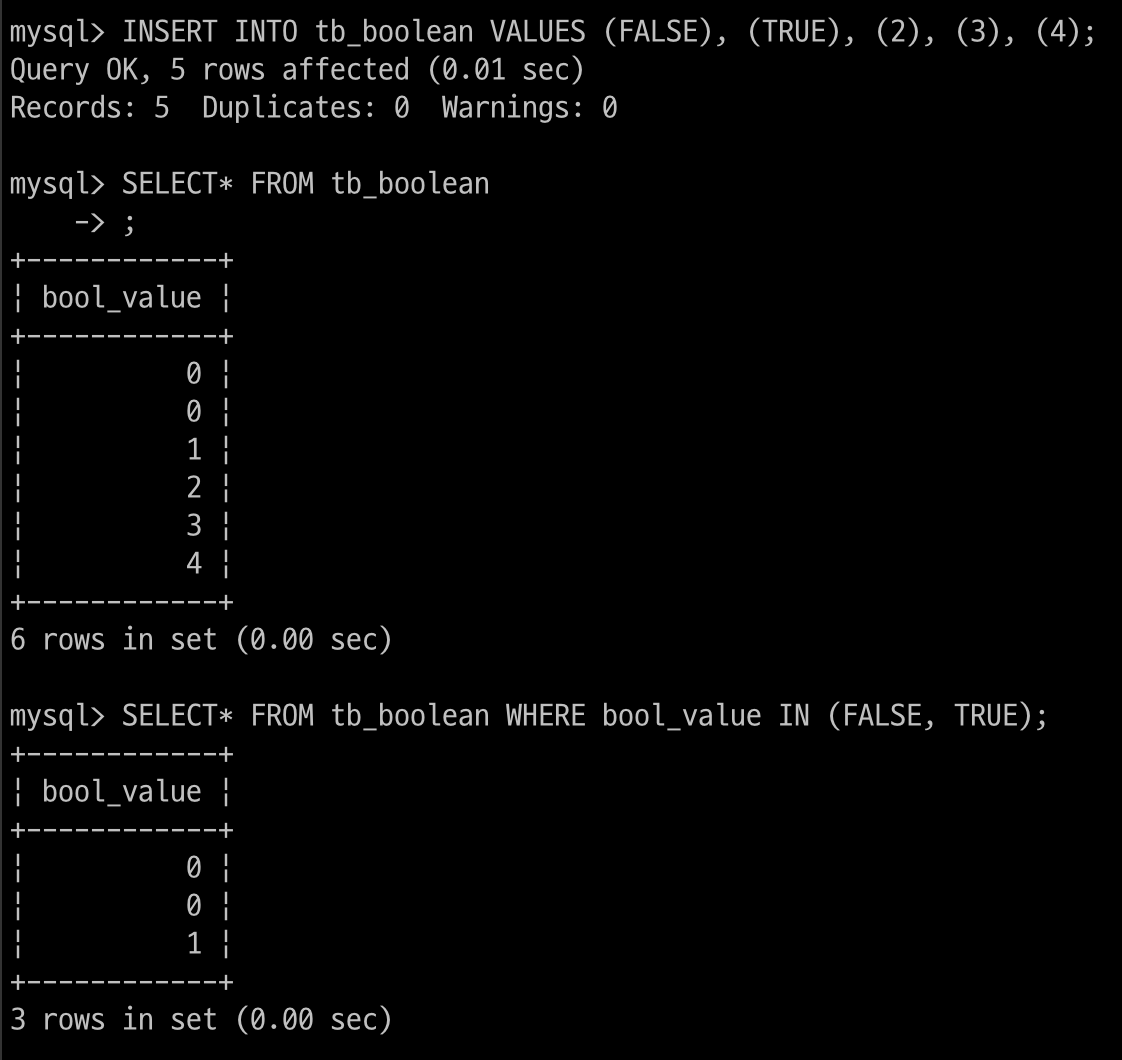 mysql> INSERT INTO tb_boolean VALUES (FALSE), (TRUE), (2), (3), (4);
Query OK, 5 rows affected (0.01 sec)
Records: 5  Duplicates: 0  Warnings: 0
mysql> SELECT* FROM tb_boolean
    -> ;
+------------+
¦ bool_value ¦
+------------+
¦          0 ¦
¦          0 ¦
¦          1 ¦
¦          2 ¦
¦          3 ¦
¦          4 ¦
+------------+
6 rows in set (0.00 sec)
mysql> SELECT* FROM tb_boolean WHERE bool_value IN (FALSE, TRUE);
+------------+
¦ bool_value ¦
+------------+
¦          0 ¦
¦          0 ¦
¦          1 ¦
+------------+
3 rows in set (0.00 sec)